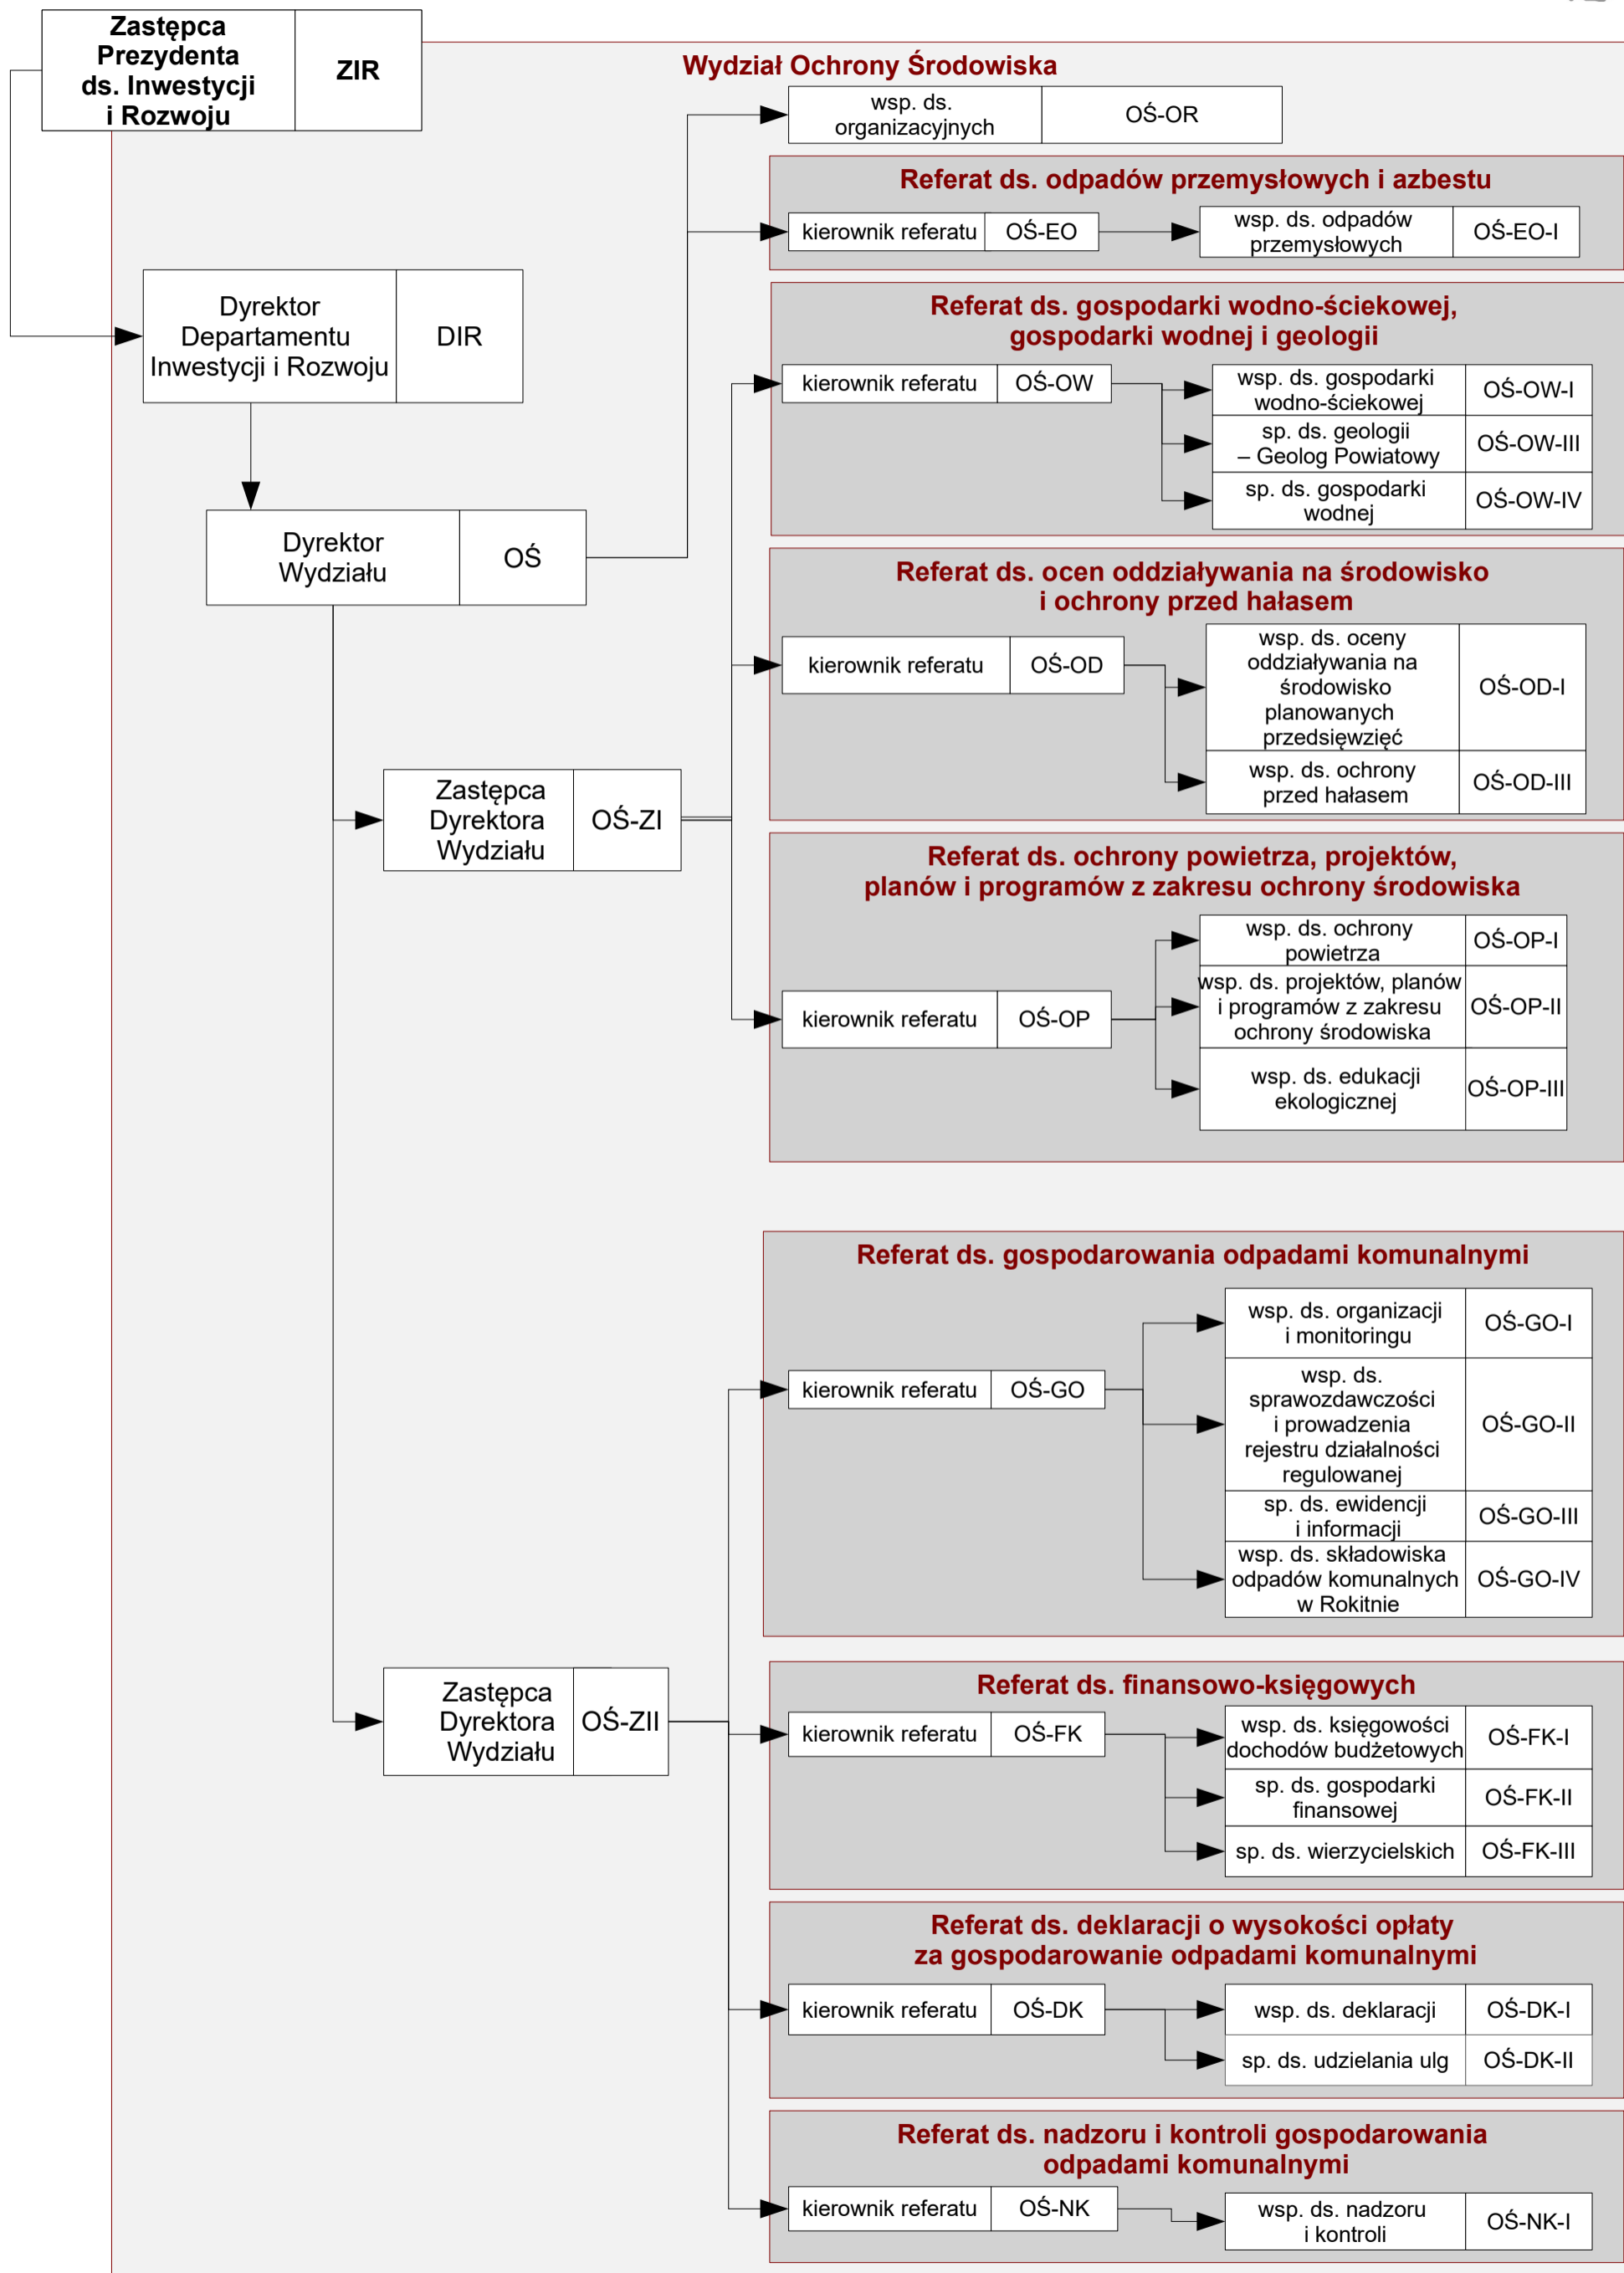 Zastępca
Prezydenta
ds. Inwestycji
i Rozwoju
ZIR
Wydział Ochrony Środowiska
wsp. ds.
organizacyjnych
OŚ-OR
Referat ds. odpadów przemysłowych i azbestu
kierownik referatu
OŚ-EO
wsp. ds. odpadów
przemysłowych
OŚ-EO-I
Dyrektor
Departamentu
Inwestycji i Rozwoju
DIR
Referat ds. gospodarki wodno-ściekowej,
gospodarki wodnej i geologii
kierownik referatu
OŚ-OW
wsp. ds. gospodarki
wodno-ściekowej
OŚ-OW-I
sp. ds. geologii
– Geolog Powiatowy
OŚ-OW-III
sp. ds. gospodarki
wodnej
OŚ-OW-IV
Dyrektor
Wydziału
OŚ
Referat ds. ocen oddziaływania na środowisko
i ochrony przed hałasem
kierownik referatu
OŚ-OD
wsp. ds. oceny
oddziaływania na
środowisko
planowanych
przedsięwzięć
OŚ-OD-I
wsp. ds. ochrony
przed hałasem
OŚ-OD-III
Zastępca
Dyrektora
Wydziału
OŚ-ZI
Referat ds. ochrony powietrza, projektów,
planów i programów z zakresu ochrony środowiska
kierownik referatu
OŚ-OP
wsp. ds. ochrony
powietrza
OŚ-OP-I
wsp. ds. projektów, planów
i programów z zakresu
ochrony środowiska
OŚ-OP-II
wsp. ds. edukacji
ekologicznej
OŚ-OP-III
Referat ds. gospodarowania odpadami komunalnymi
kierownik referatu
OŚ-GO
wsp. ds. organizacji
i monitoringu
OŚ-GO-I
wsp. ds.
sprawozdawczości
i prowadzenia
rejestru działalności
regulowanej
OŚ-GO-II
sp. ds. ewidencji
i informacji
OŚ-GO-III
wsp. ds. składowiska
odpadów komunalnych
w Rokitnie
OŚ-GO-IV
Zastępca
Dyrektora
Wydziału
OŚ-ZII
Referat ds. finansowo-księgowych
kierownik referatu
OŚ-FK
wsp. ds. księgowości
dochodów budżetowych
OŚ-FK-I
sp. ds. gospodarki
finansowej
OŚ-FK-II
sp. ds. wierzycielskich
OŚ-FK-III
Referat ds. deklaracji o wysokości opłaty
za gospodarowanie odpadami komunalnymi
kierownik referatu
OŚ-DK
wsp. ds. deklaracji
OŚ-DK-I
sp. ds. udzielania ulg
OŚ-DK-II
Referat ds. nadzoru i kontroli gospodarowania
odpadami komunalnymi
kierownik referatu
OŚ-NK
wsp. ds. nadzoru
i kontroli
OŚ-NK-I